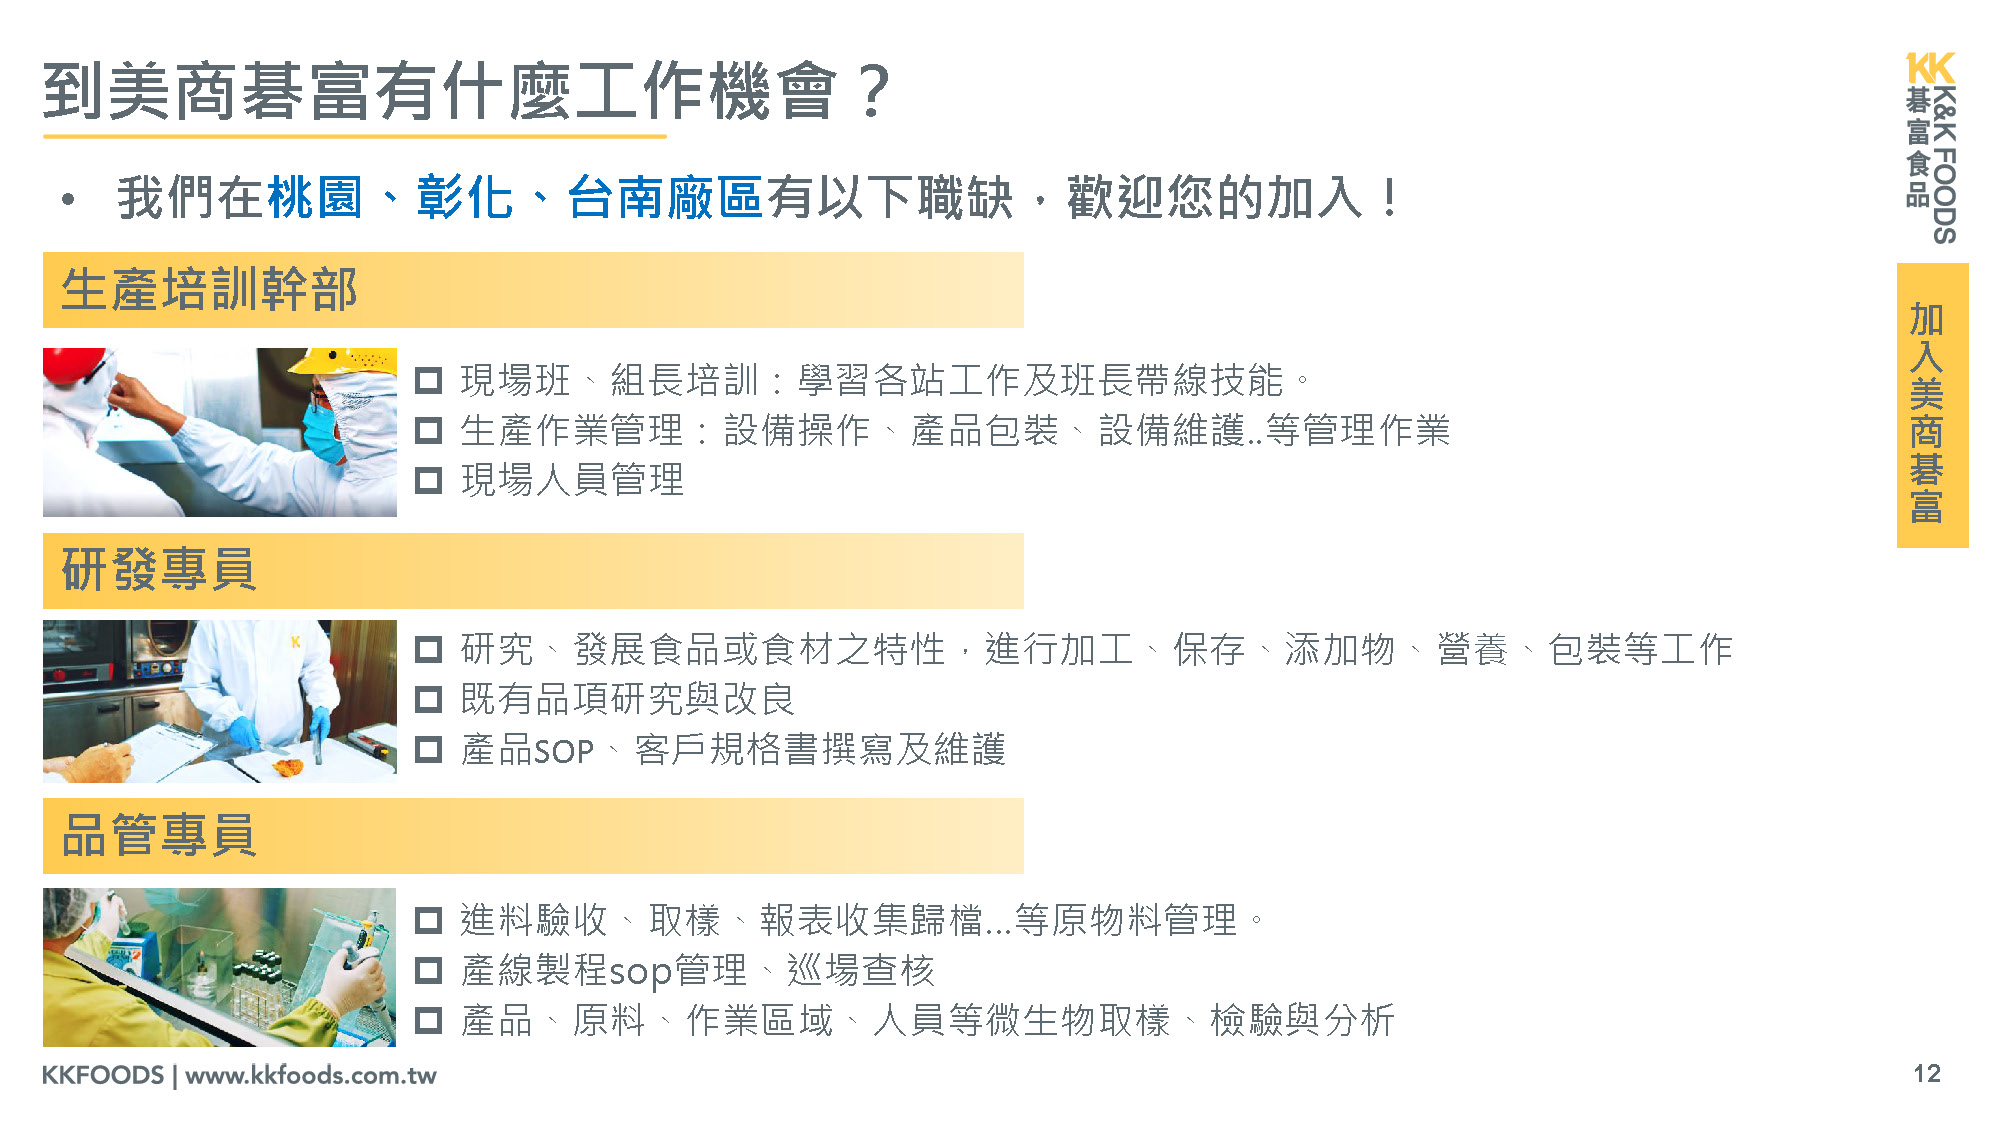 到美商碁富有什麼工作機會？
• 我們在桃園、彰化、台南廠區有以下職缺，歡迎您的加入！
生產培訓幹部
現場班、組長培訓：學習各站工作及班長帶線技能。
生產作業管理：設備操作、產品包裝、設備維護..等管理作業
現場人員管理
研發專員
K
研究、發展食品或食材之特性，進行加工、保存、添加物、營養、包裝等工作
既有品項研究與改良
產品SOP、客戶規格書撰寫及維護
品管專員
進料驗收、取樣、報表收集歸檔...等原物料管理。
產線製程sop管理、巡場查核
產品、原料、作業區域、人員等微生物取樣、檢驗與分析
KK
碁富食品
K&K FOODS
加入美商碁富
KKFOODS | www.kkfoods.com.tw
12